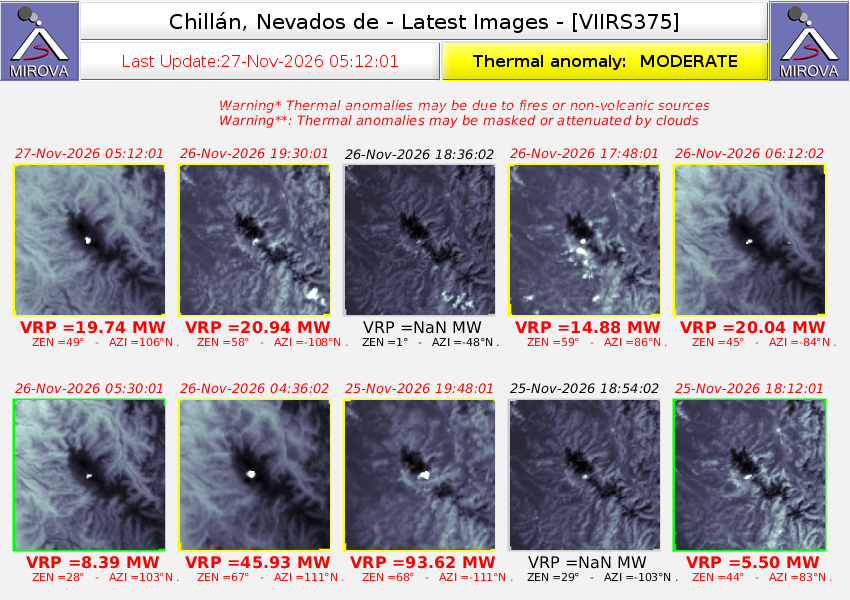 Chillán, Nevados de - Latest Images - [VIIRS375]
MIROVA
Last Update:27-Nov-2026 05:12:01
Thermal anomaly: MODERATE
MIROVA
Warning* Thermal anomalies may be due to fires or non-volcanic sources
Warning**: Thermal anomalies may be masked or attenuated by clouds
27-Nov-2026 05:12:01 26-Nov-2026 19:30:01 26-Nov-2026 18:36:02 26-Nov-2026 17:48:01 26-Nov-2026 06:12:02
VRP =19.74 MW VRP =20.94 MW VRP =NaN MW VRP =14.88 MW VRP =20.04 MW
ZEN =49° - AZI =106°N . ZEN =58° - AZI =-108°N . ZEN =1° - AZI =-48°N . ZEN =59° - AZI =86°N . ZEN =45° - AZI =-84°N .
26-Nov-2026 05:30:01 26-Nov-2026 04:36:02 25-Nov-2026 19:48:01 25-Nov-2026 18:54:02 25-Nov-2026 18:12:01
VRP =8.39 MW VRP =45.93 MW VRP =93.62 MW VRP =NaN MW VRP =5.50 MW
ZEN =28° - AZI =103°N . ZEN =67° - AZI =111°N . ZEN =68° - AZI =-111°N . ZEN =29° - AZI =-103°N . ZEN =44° - AZI =83°N .